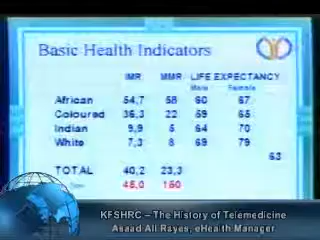 Basic Health Indicators
IMR MMR LIFE EXPECTANCY
Male Female
African 54,7 58 60 67
Coloured 36,3 22 59 65
Indian 9,9 5 64 70
White 7,3 8 69 79
63
TOTAL 40,2 23,3
45,0 150
KFSHRC – The History of Telemedicine
Asaad Ali Rayes, eHealth Manager